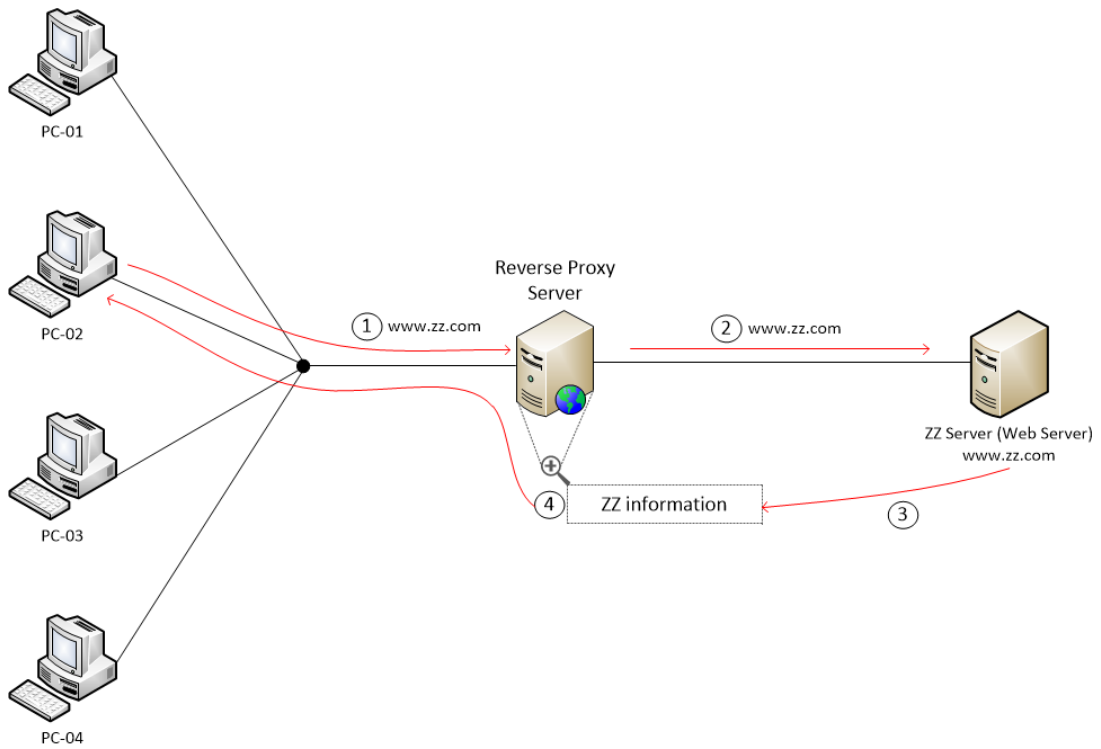 PC-01
PC-02
Reverse Proxy
Server
1 www.zz.com
2 www.zz.com
ZZ Server (Web Server)
www.zz.com
4 ZZ information
3
PC-03
PC-04